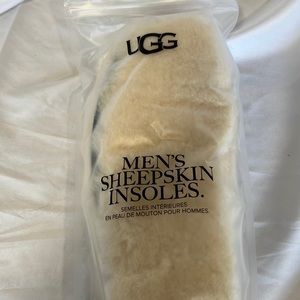 UGG
MEN'S
SHEEPSKIN
INSOLES.
SEMELLES INTÉRIEURES
EN PEAU DE MOUTON POUR HOMMES.